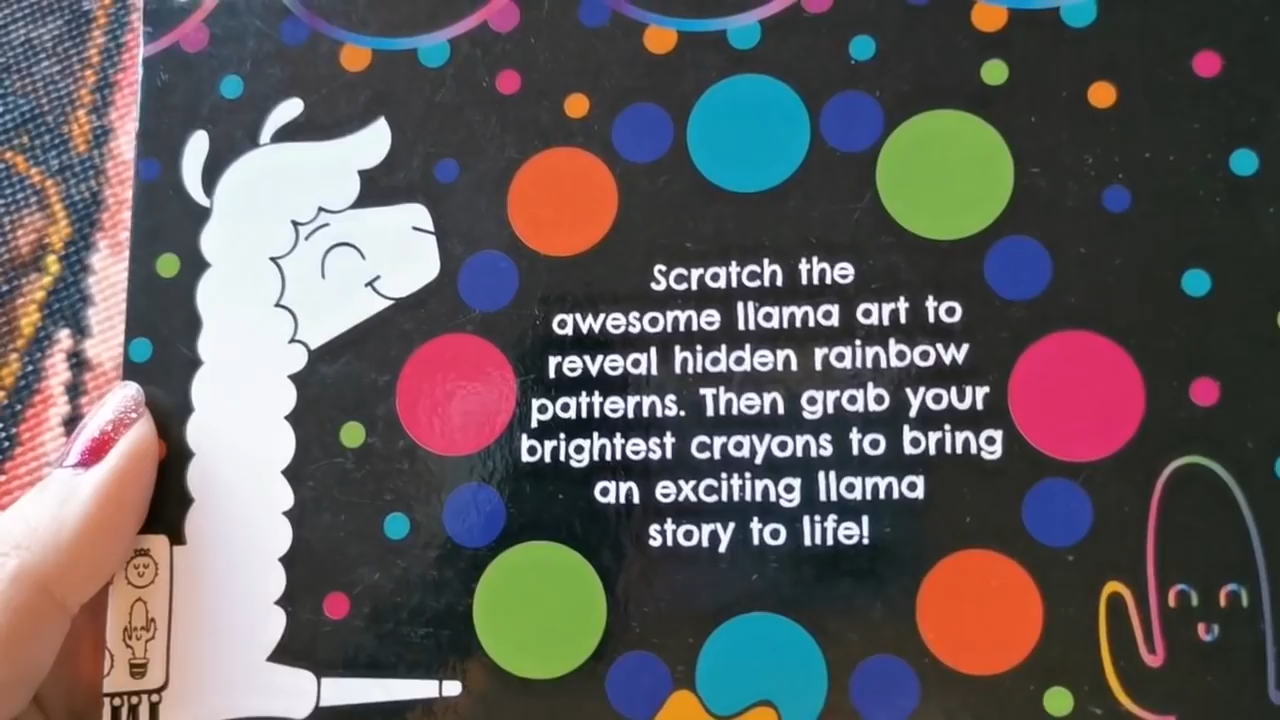 Scratch the
awesome llama art to
reveal hidden rainbow
patterns. Then grab your
brightest crayons to bring
an exciting llama
story to life!